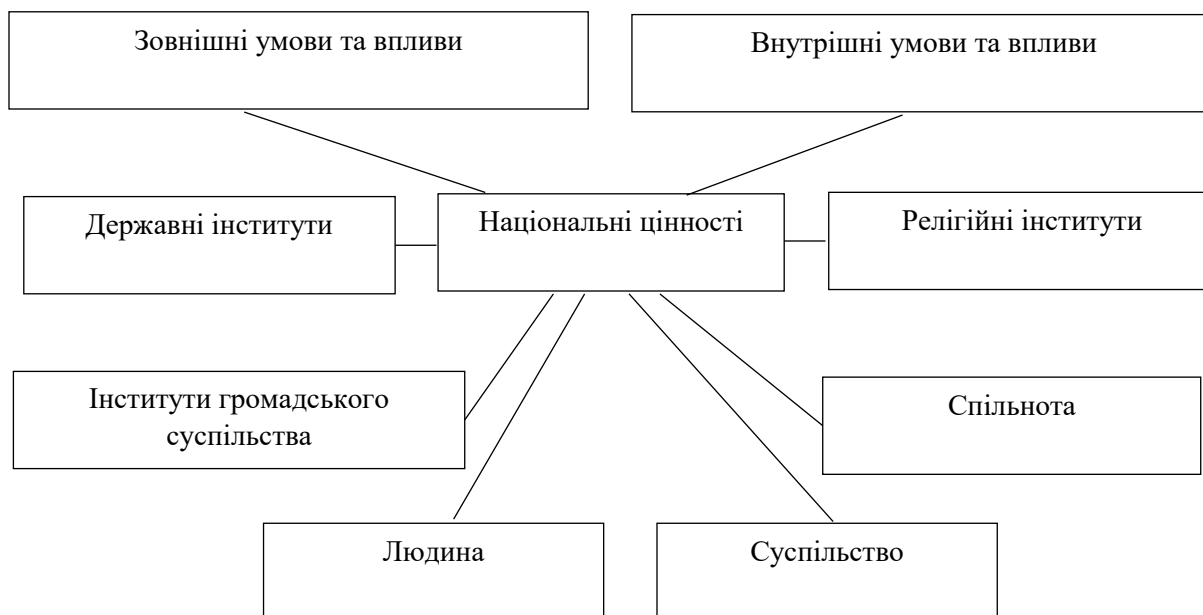 Зовнішні умови та впливи
Внутрішні умови та впливи
Державні інститути
Національні цінності
Релігійні інститути
Інститути громадського
суспільства
Спільнота
Людина
Суспільство